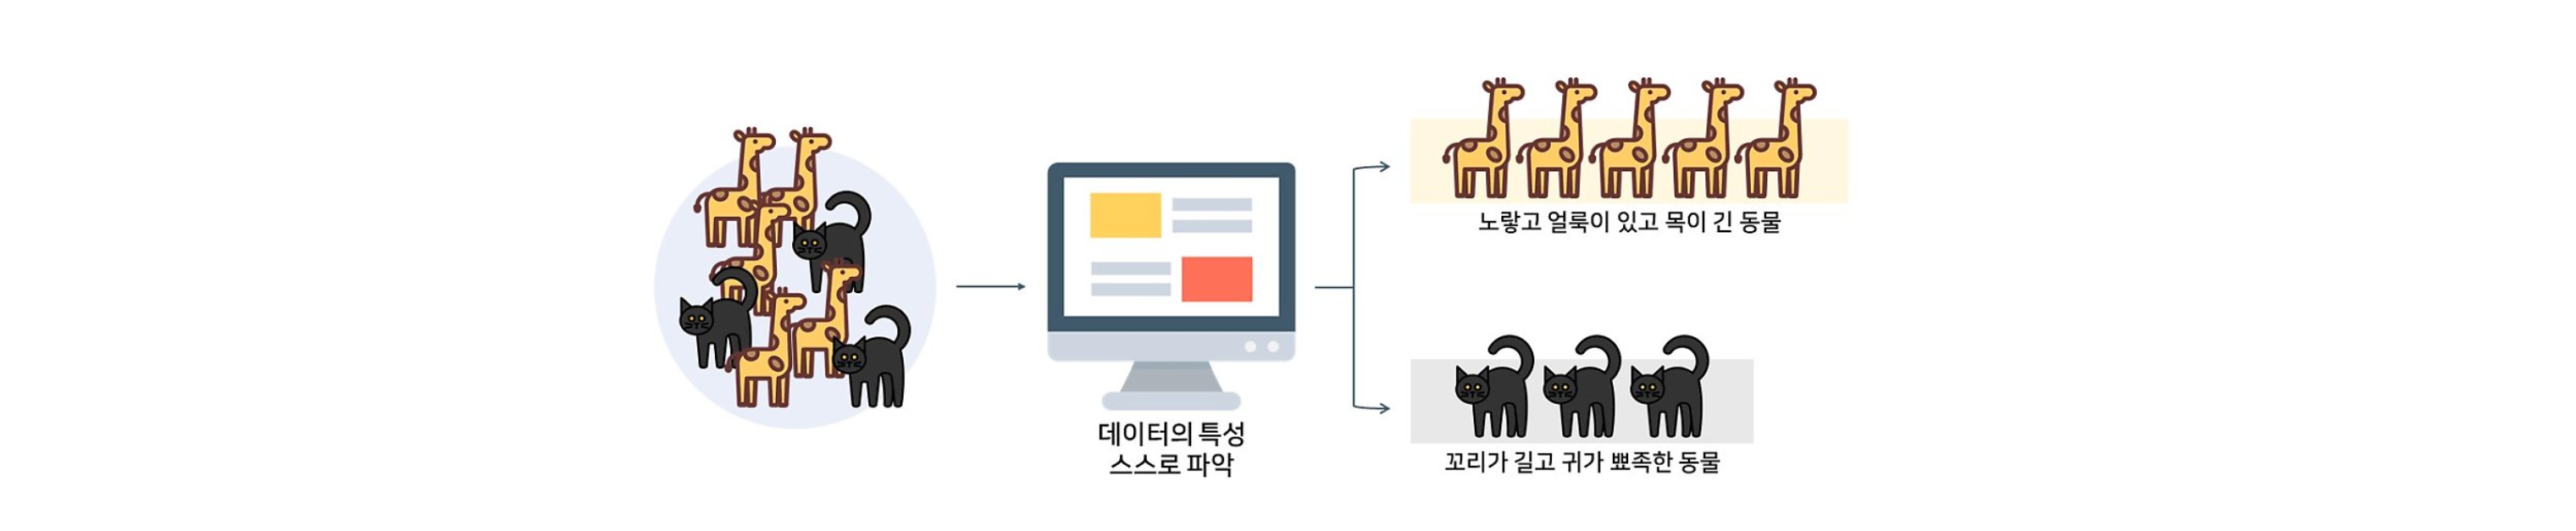 노랗고 얼룩이 있고 목이 긴 동물
데이터의 특성
스스로 파악
꼬리가 길고 귀가 뾰족한 동물